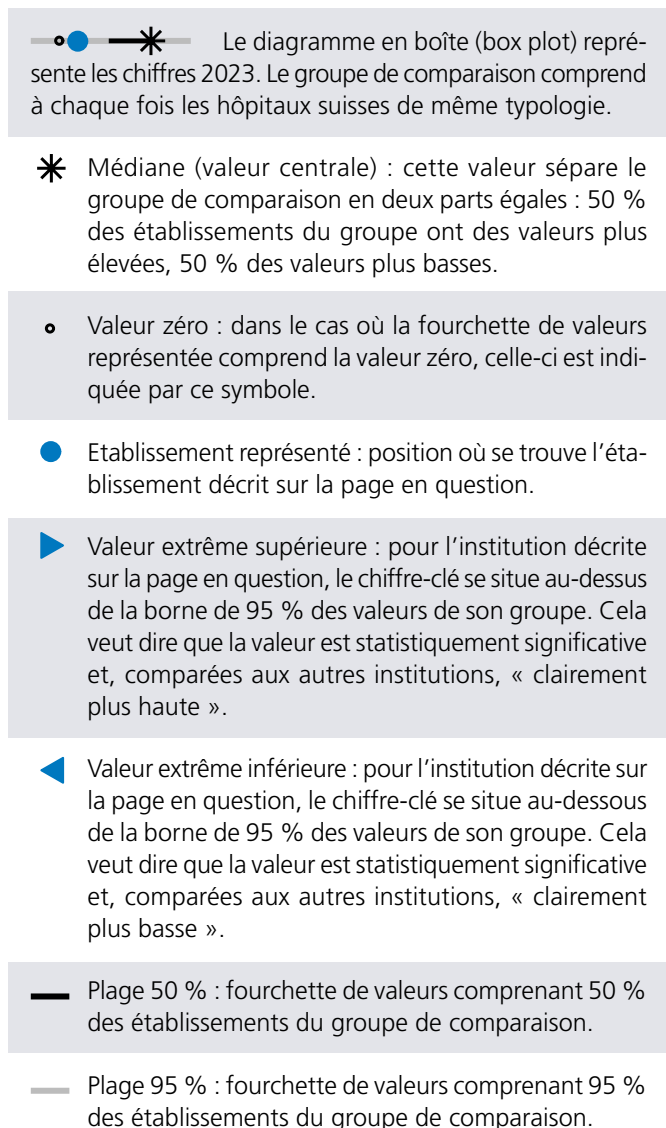 Le diagramme en boîte (box plot) repré-
sente les chiffres 2023. Le groupe de comparaison comprend
à chaque fois les hôpitaux suisses de même typologie.
Médiane (valeur centrale) : cette valeur sépare le
groupe de comparaison en deux parts égales : 50 %
des établissements du groupe ont des valeurs plus
élevées, 50 % des valeurs plus basses.
Valeur zéro : dans le cas où la fourchette de valeurs
représentée comprend la valeur zéro, celle-ci est indi-
quée par ce symbole.
Etablissement représenté : position où se trouve l'éta-
blissement décrit sur la page en question.
Valeur extrême supérieure : pour l'institution décrite
sur la page en question, le chiffre-clé se situe au-dessus
de la borne de 95 % des valeurs de son groupe. Cela
veut dire que la valeur est statistiquement significative
et, comparées aux autres institutions, « clairement
plus haute ».
Valeur extrême inférieure : pour l'institution décrite sur
la page en question, le chiffre-clé se situe au-dessous
de la borne de 95 % des valeurs de son groupe. Cela
veut dire que la valeur est statistiquement significative
et, comparées aux autres institutions, « clairement
plus basse ».
Plage 50 % : fourchette de valeurs comprenant 50 %
des établissements du groupe de comparaison.
Plage 95 % : fourchette de valeurs comprenant 95 %
des établissements du groupe de comparaison.